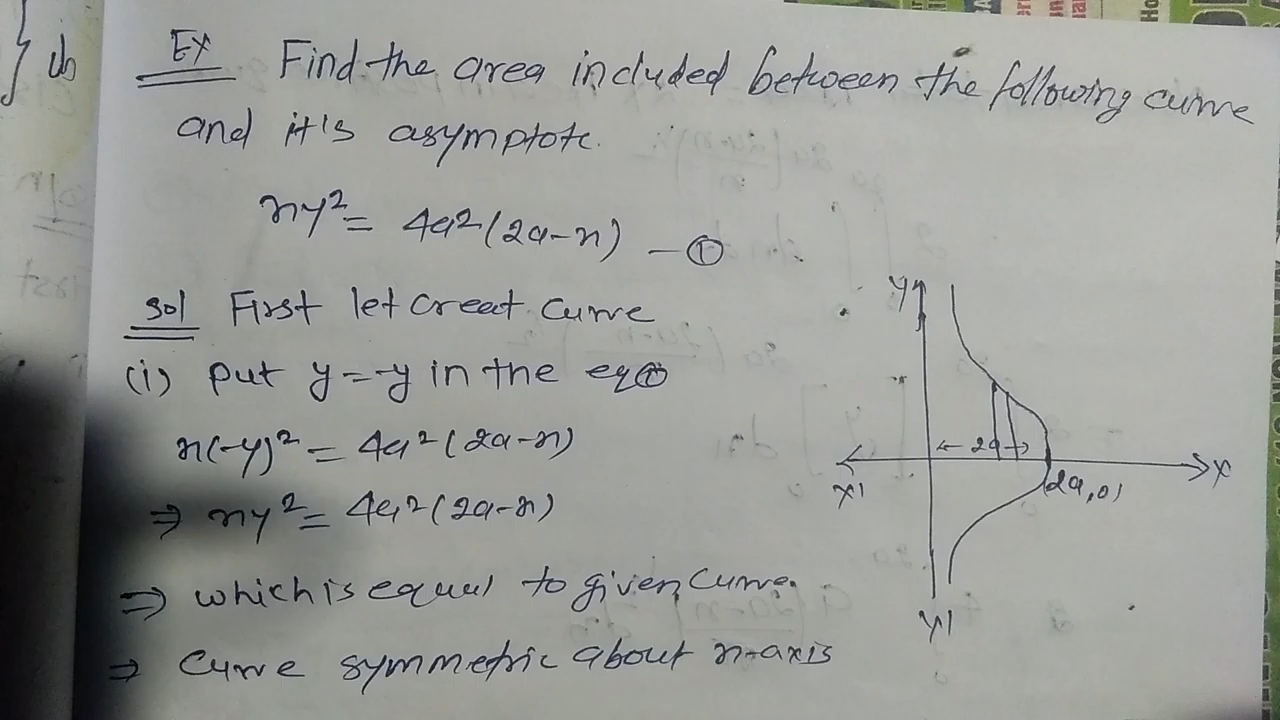 Ex Find the area included between the following curve
and it's asymptote.
xy² = 4a²(2a-x) — ①
Sol First let creat curve
(i) put y=-y in the eq①
x(-y)² = 4a²(2a-x)
⇒ xy² = 4a²(2a-x)
⇒ which is equal to given curve.
⇒ Curve symmetric about x-axis
Y
← 2a →
X'
(2a,0)
X
Y'